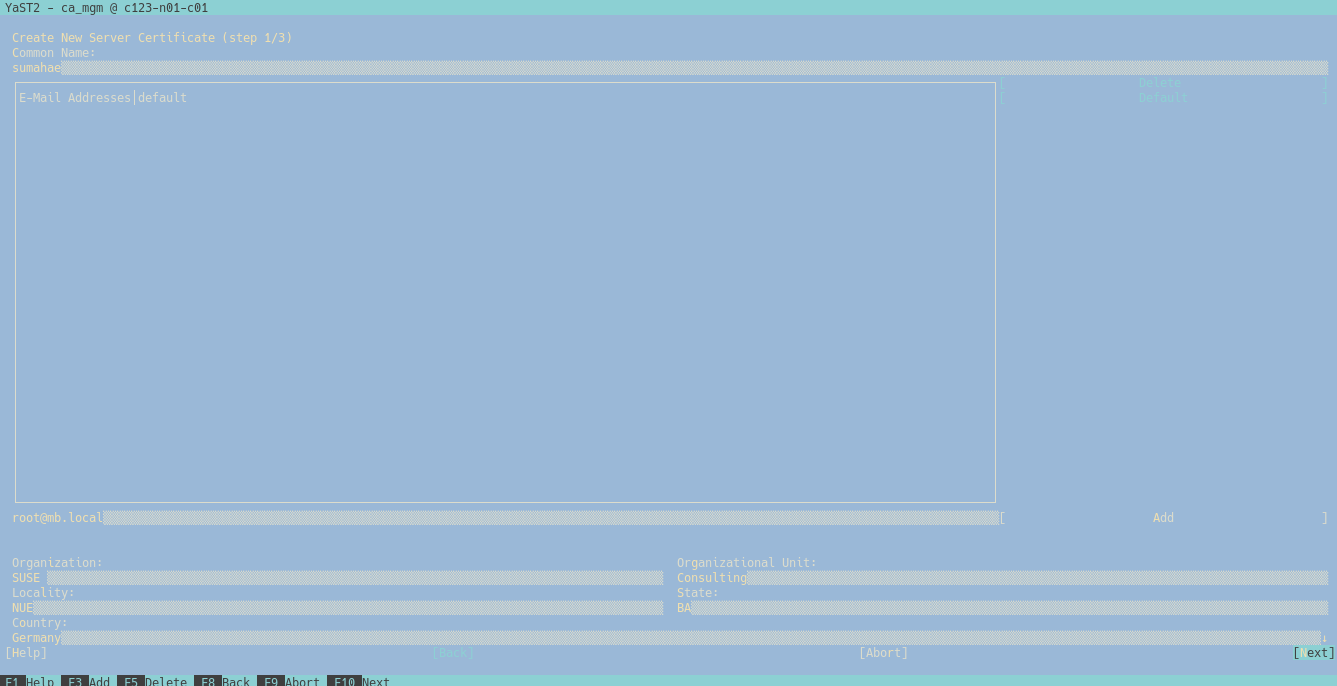 YaST2 - ca_mgm @ c123-n01-c01
Create New Server Certificate (step 1/3)
Common Name:
sumahae
[ Delete ]
E-Mail Addresses│default [ Default ]
root@mb.local [ Add ]
Organization: Organizational Unit:
SUSE Consulting
Locality: State:
NUE BA
Country:
Germany ↓
[Help] [Back] [Abort] [Next]
F1 Help F3 Add F5 Delete F8 Back F9 Abort F10 Next